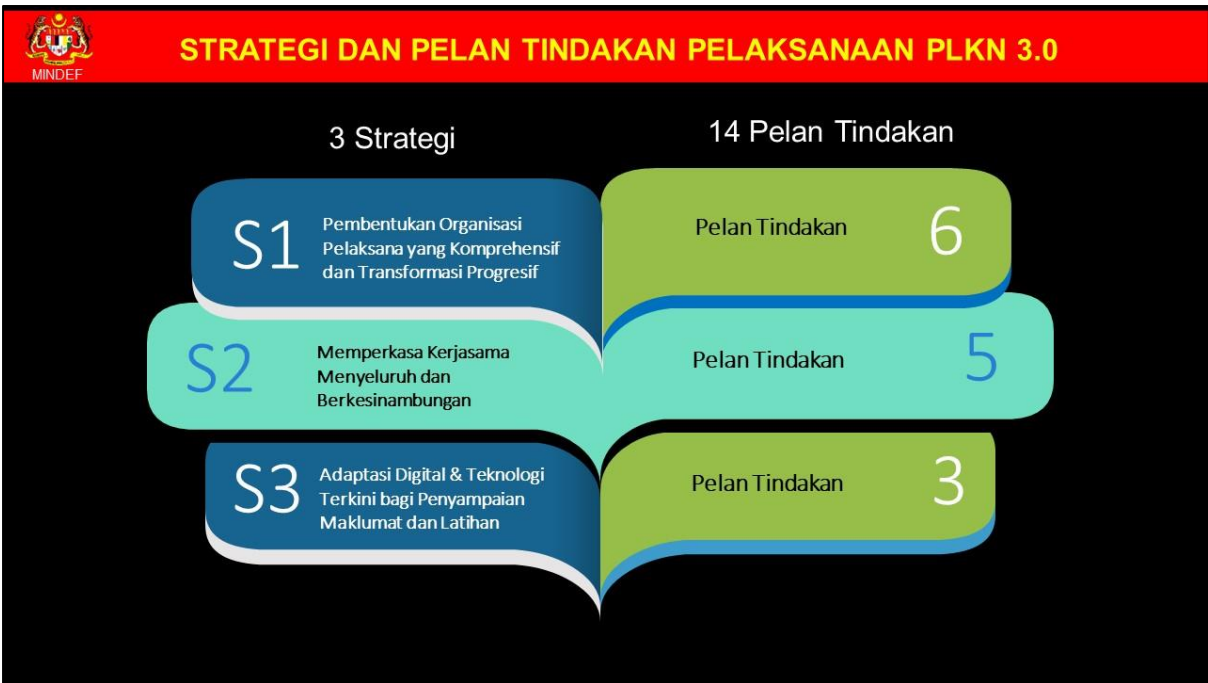 STRATEGI DAN PELAN TINDAKAN PELAKSANAAN PLKN 3.0
MINDEF
3 Strategi
14 Pelan Tindakan
S1
Pembentukan Organisasi
Pelaksana yang Komprehensif
dan Transformasi Progresif
Pelan Tindakan
6
S2
Memperkasa Kerjasama
Menyeluruh dan
Berkesinambungan
Pelan Tindakan
5
S3
Adaptasi Digital & Teknologi
Terkini bagi Penyampaian
Maklumat dan Latihan
Pelan Tindakan
3